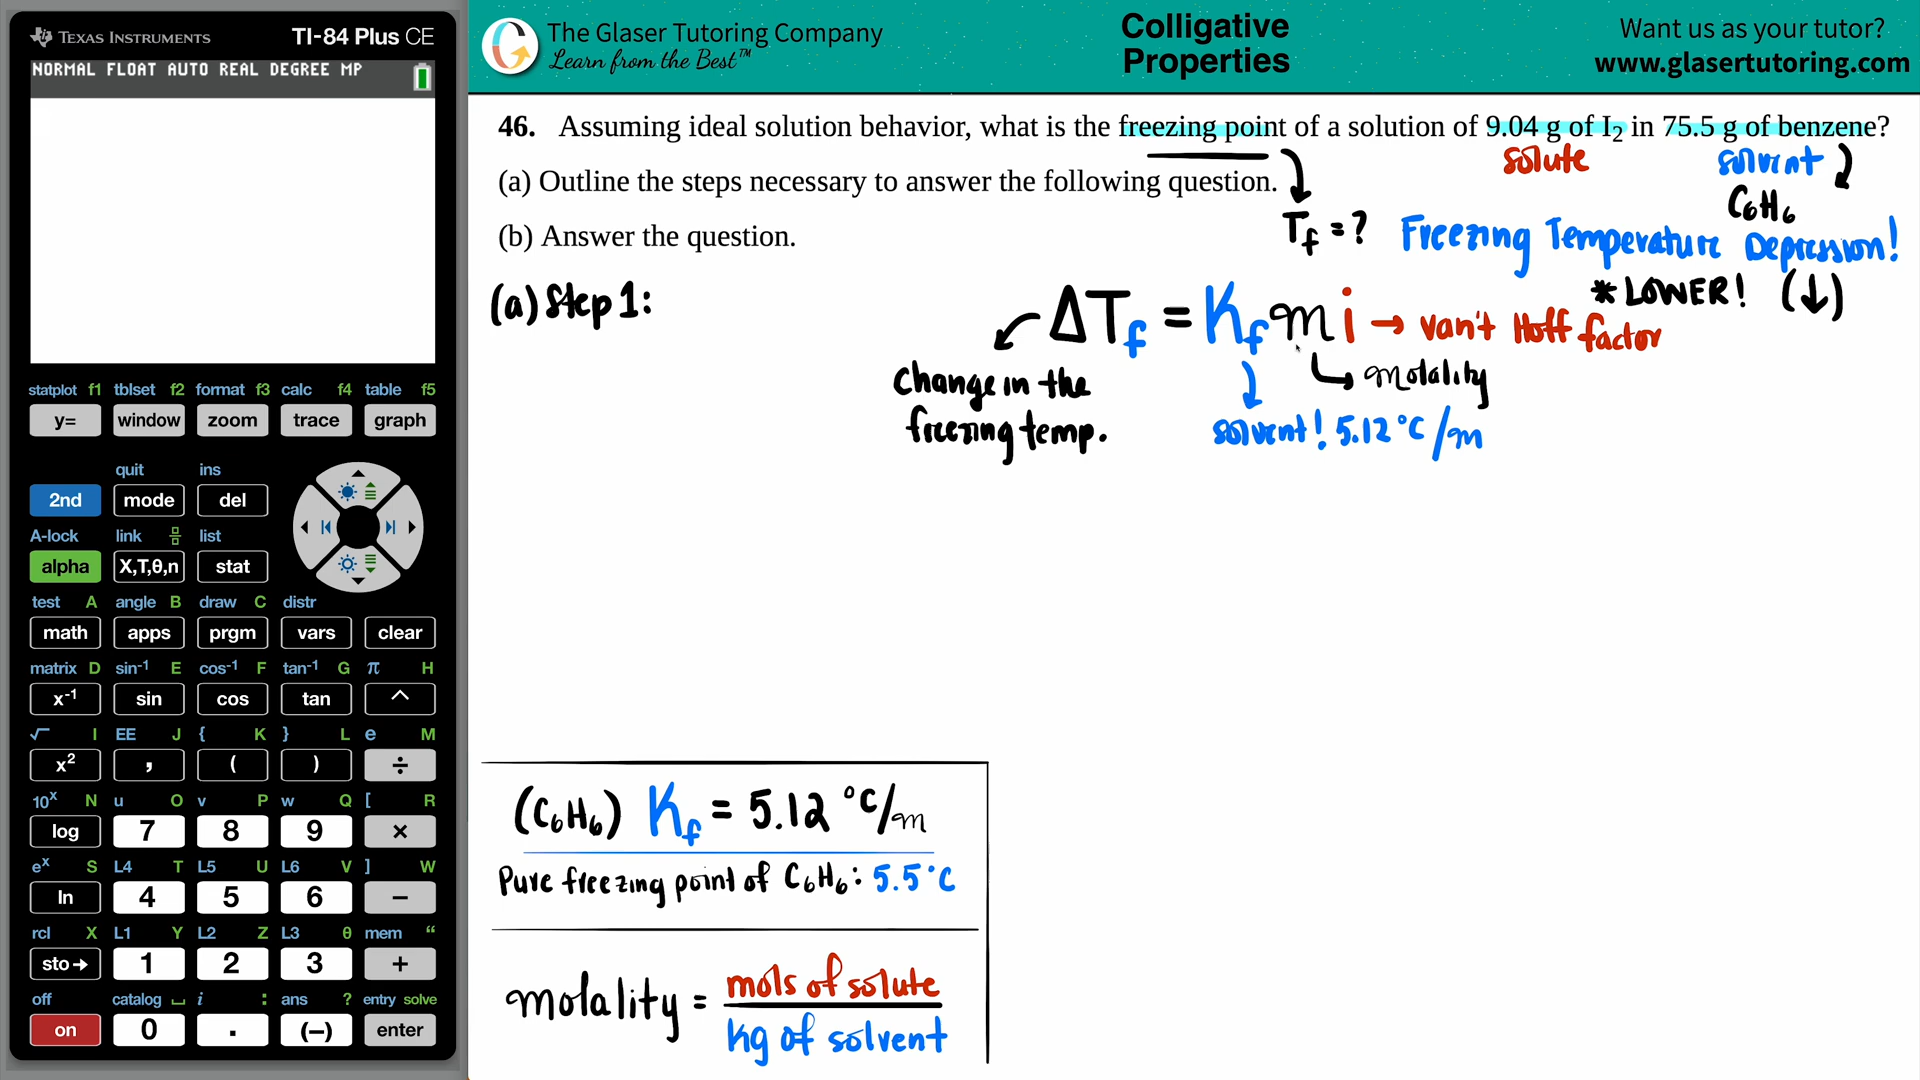 TEXAS INSTRUMENTS TI-84 Plus CE
NORMAL FLOAT AUTO REAL DEGREE MP
statplot f1 tblset f2 format f3 calc f4 table f5
y= window zoom trace graph
quit ins
2nd mode del
A-lock link list
alpha X,T,θ,n stat
test A angle B draw C distr
math apps prgm vars clear
matrix D sin⁻¹ E cos⁻¹ F tan⁻¹ G π H
x⁻¹ sin cos tan ^
√ I EE J { K } L e M
x² , ( ) ÷
10ˣ N u O v P w Q [ R
log 7 8 9 ×
eˣ S L4 T L5 U L6 V ] W
ln 4 5 6 −
rcl X L1 Y L2 Z L3 θ mem “
sto→ 1 2 3 +
off catalog ⎵ i : ans ? entry solve
on 0 . (−) enter
The Glaser Tutoring Company
Learn from the Best™
Colligative
Properties
Want us as your tutor?
www.glasertutoring.com
46. Assuming ideal solution behavior, what is the freezing point of a solution of 9.04 g of I₂ in 75.5 g of benzene?
solute solvent
(a) Outline the steps necessary to answer the following question.
C₆H₆
(b) Answer the question.
T_f = ? Freezing Temperature Depression!
*LOWER! (↓)
(a) Step 1:
ΔT_f = K_f m i → van't Hoff factor
molality
Change in the
freezing temp.
solvent! 5.12 °C/m
(C₆H₆) K_f = 5.12 °C/m
Pure freezing point of C₆H₆: 5.5°C
molality = mols of solute
kg of solvent